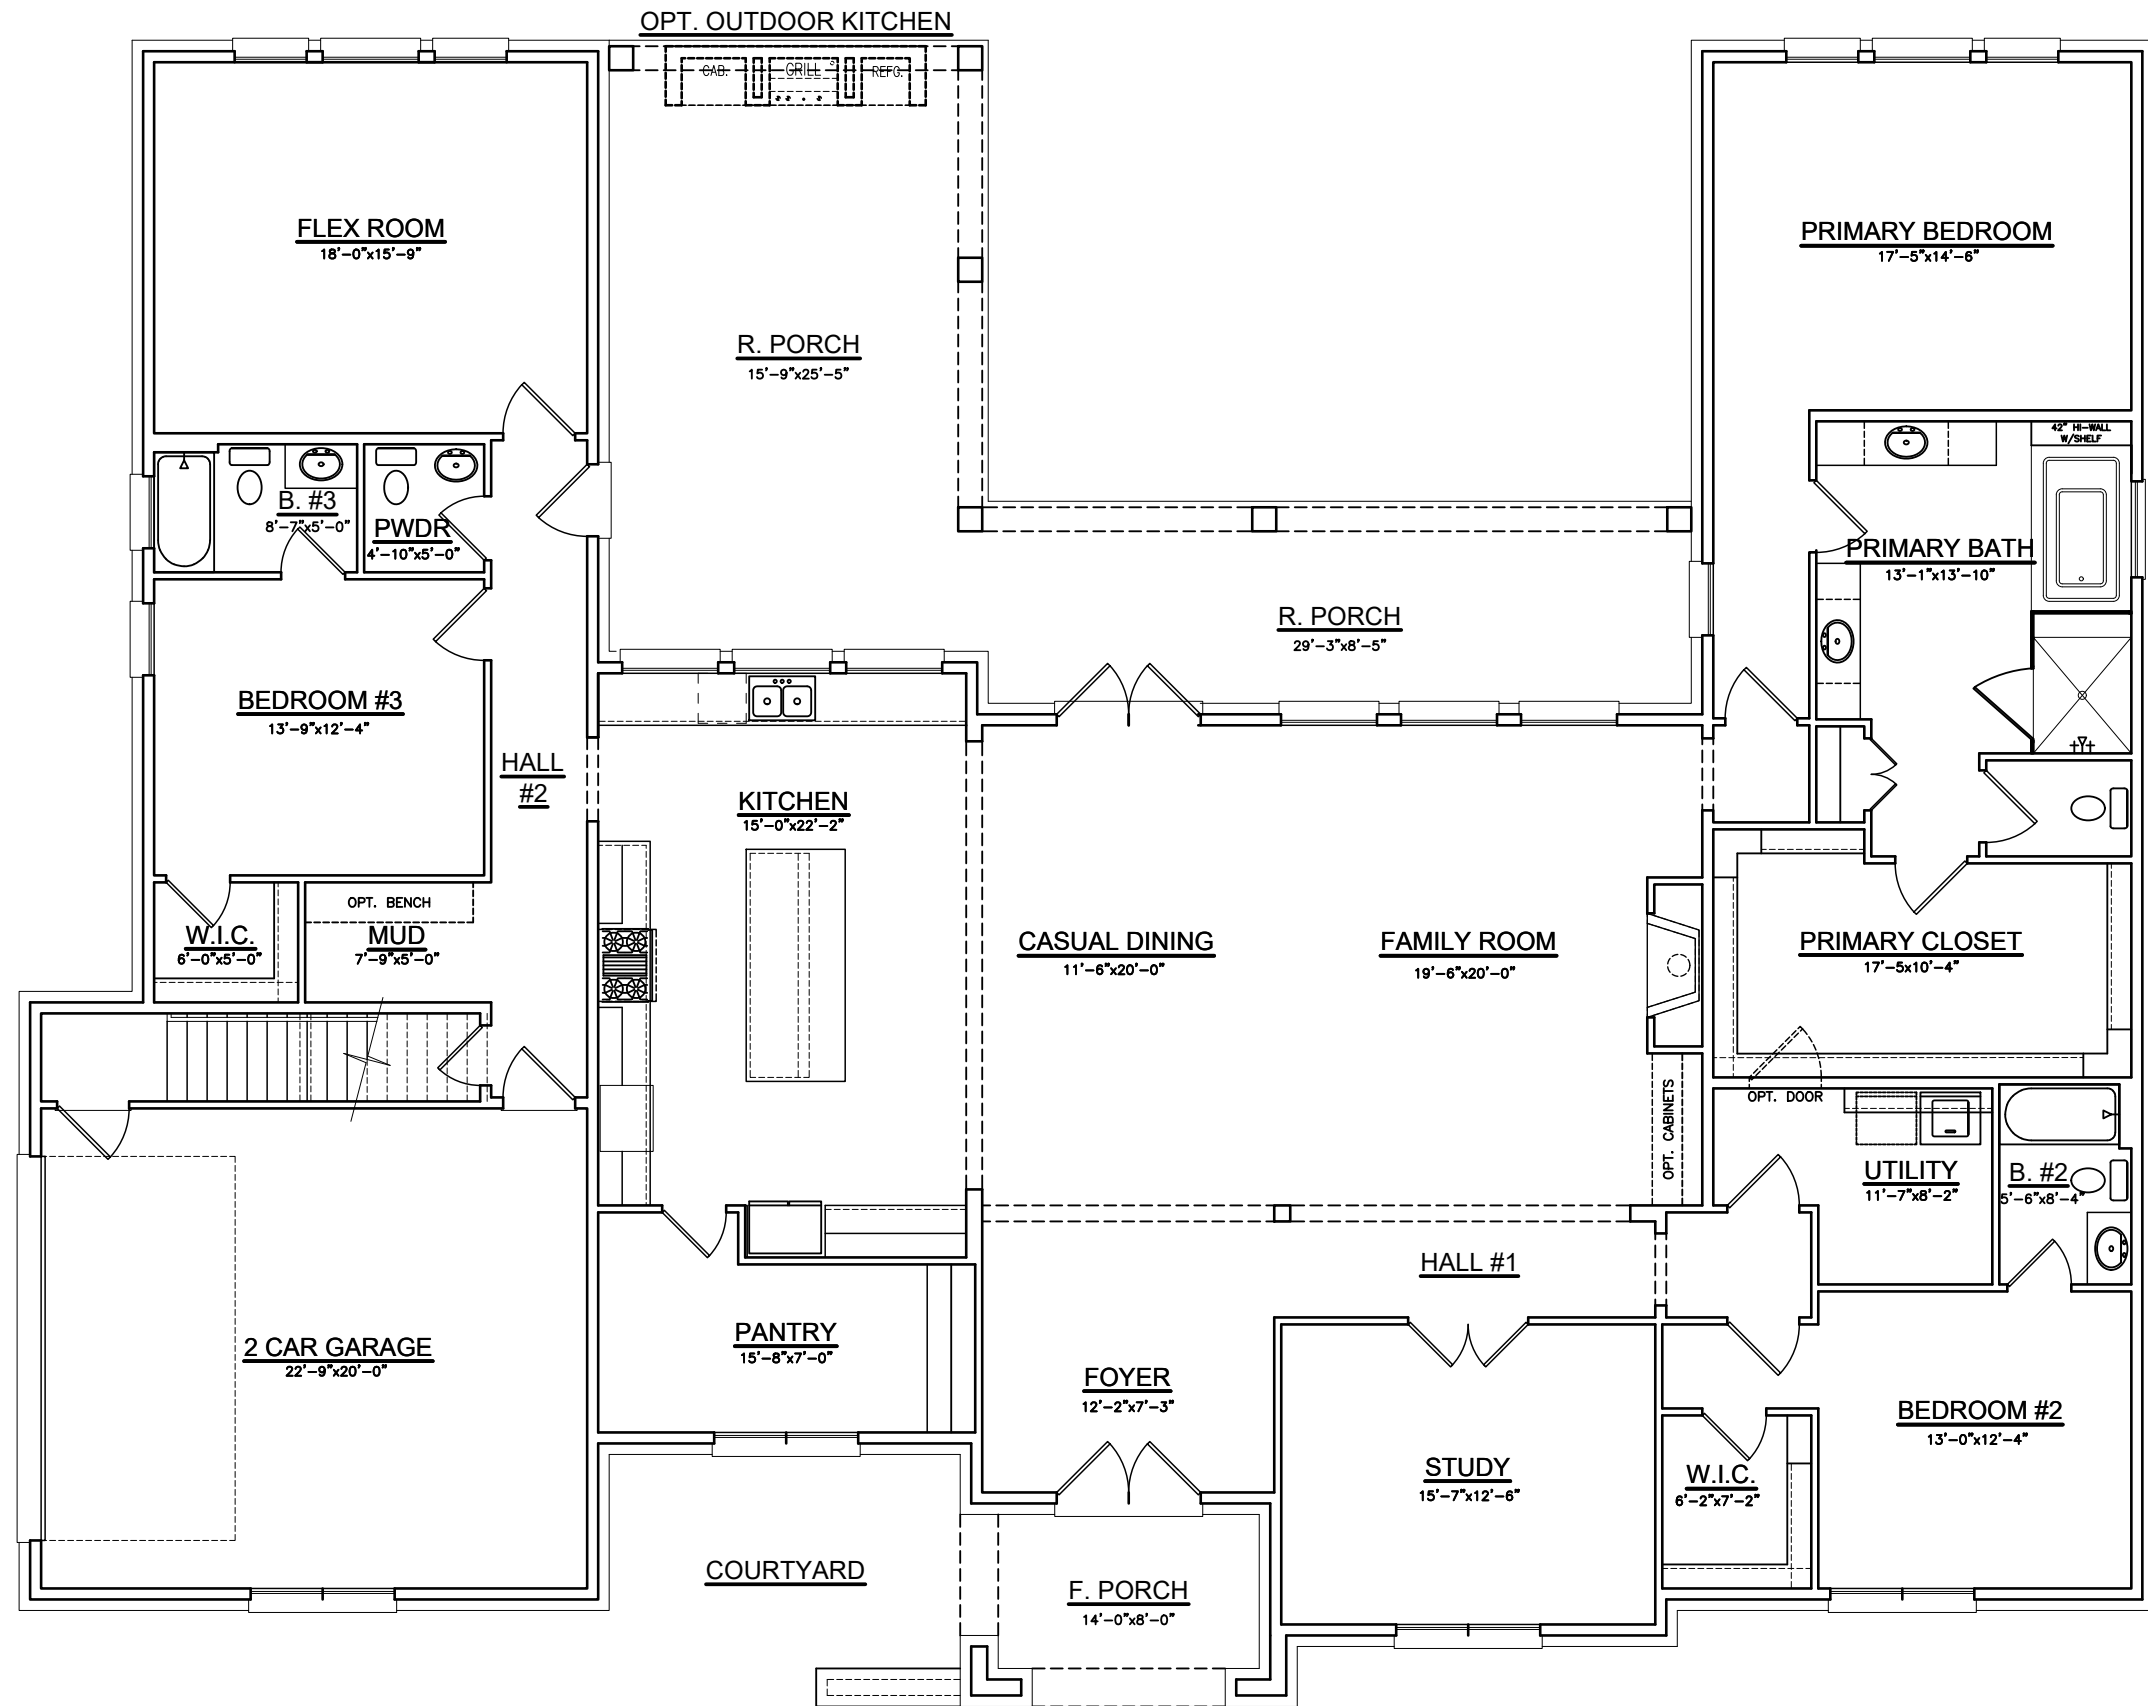 OPT. OUTDOOR KITCHEN
CAB.
GRILL
S
REFG.
FLEX ROOM
18'-0"x15'-9"
PRIMARY BEDROOM
17'-5"x14'-6"
R. PORCH
15'-9"x25'-5"
42" HI-WALL
W/SHELF
B. #3
8'-7"x5'-0"
PWDR
4'-10"x5'-0"
PRIMARY BATH
13'-1"x13'-10"
R. PORCH
29'-3"x8'-5"
BEDROOM #3
13'-9"x12'-4"
HALL
#2
KITCHEN
15'-0"x22'-2"
OPT. BENCH
W.I.C.
6'-0"x5'-0"
MUD
7'-9"x5'-0"
CASUAL DINING
11'-6"x20'-0"
FAMILY ROOM
19'-6"x20'-0"
PRIMARY CLOSET
17'-5x10'-4"
OPT. DOOR
OPT. CABINETS
UTILITY
11'-7"x8'-2"
B. #2
5'-6"x8'-4"
HALL #1
2 CAR GARAGE
22'-9"x20'-0"
PANTRY
15'-8"x7'-0"
FOYER
12'-2"x7'-3"
BEDROOM #2
13'-0"x12'-4"
STUDY
15'-7"x12'-6"
W.I.C.
6'-2"x7'-2"
COURTYARD
F. PORCH
14'-0"x8'-0"